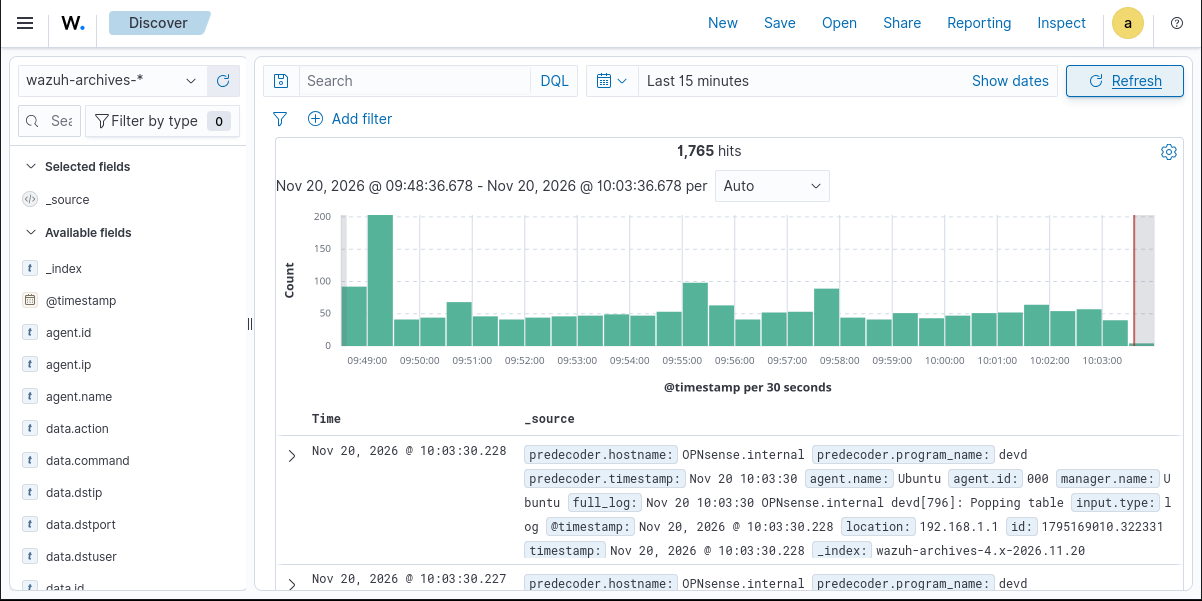 W. Discover New Save Open Share Reporting Inspect a
wazuh-archives-*
Search DQL Last 15 minutes Show dates Refresh
Sea Filter by type 0
Add filter
Selected fields
_source
Available fields
_index
@timestamp
agent.id
agent.ip
agent.name
data.action
data.command
data.dstip
data.dstport
data.dstuser
data.id
1,765 hits
Nov 20, 2026 @ 09:48:36.678 - Nov 20, 2026 @ 10:03:36.678 per Auto
Count
200
150
100
50
0
09:49:00 09:50:00 09:51:00 09:52:00 09:53:00 09:54:00 09:55:00 09:56:00 09:57:00 09:58:00 09:59:00 10:00:00 10:01:00 10:02:00 10:03:00
@timestamp per 30 seconds
Time _source
Nov 20, 2026 @ 10:03:30.228 predecoder.hostname: OPNsense.internal predecoder.program_name: devd
predecoder.timestamp: Nov 20 10:03:30 agent.name: Ubuntu agent.id: 000 manager.name: U
buntu full_log: Nov 20 10:03:30 OPNsense.internal devd[796]: Popping table input.type: l
og @timestamp: Nov 20, 2026 @ 10:03:30.228 location: 192.168.1.1 id: 1795169010.322331
timestamp: Nov 20, 2026 @ 10:03:30.228 _index: wazuh-archives-4.x-2026.11.20
Nov 20, 2026 @ 10:03:30.227 predecoder.hostname: OPNsense.internal predecoder.program_name: devd